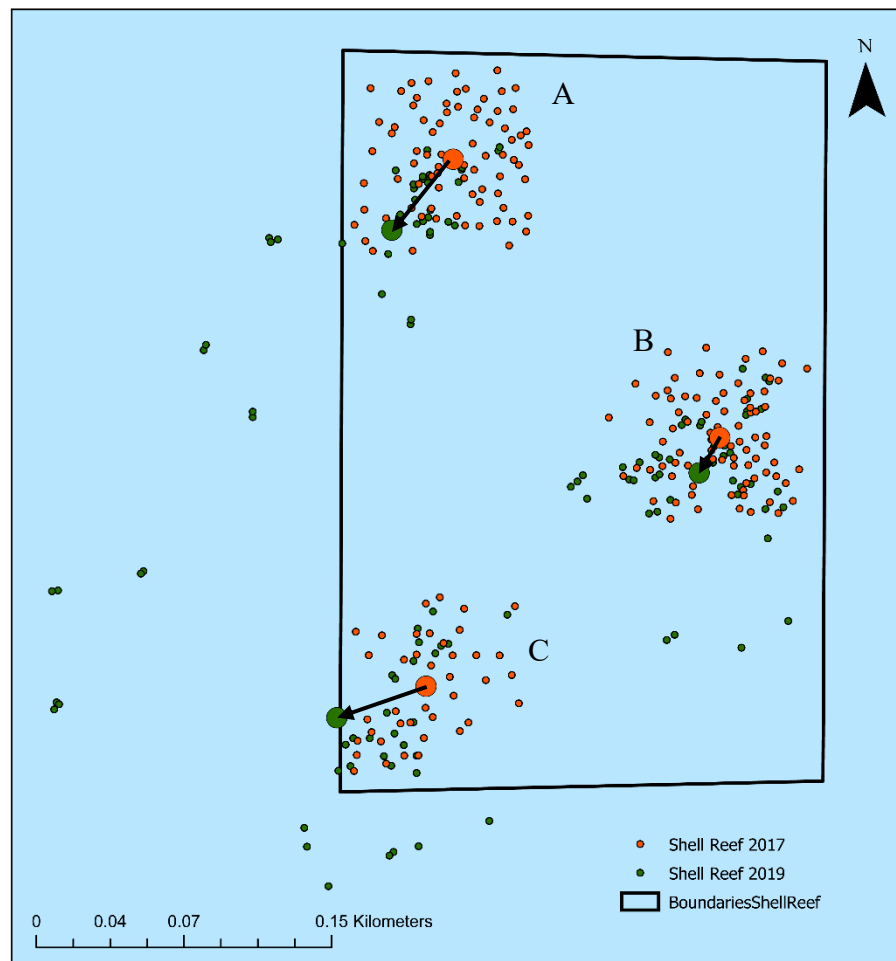 N
A
B
C
Shell Reef 2017
Shell Reef 2019
BoundariesShellReef
0 0.04 0.07 0.15 Kilometers